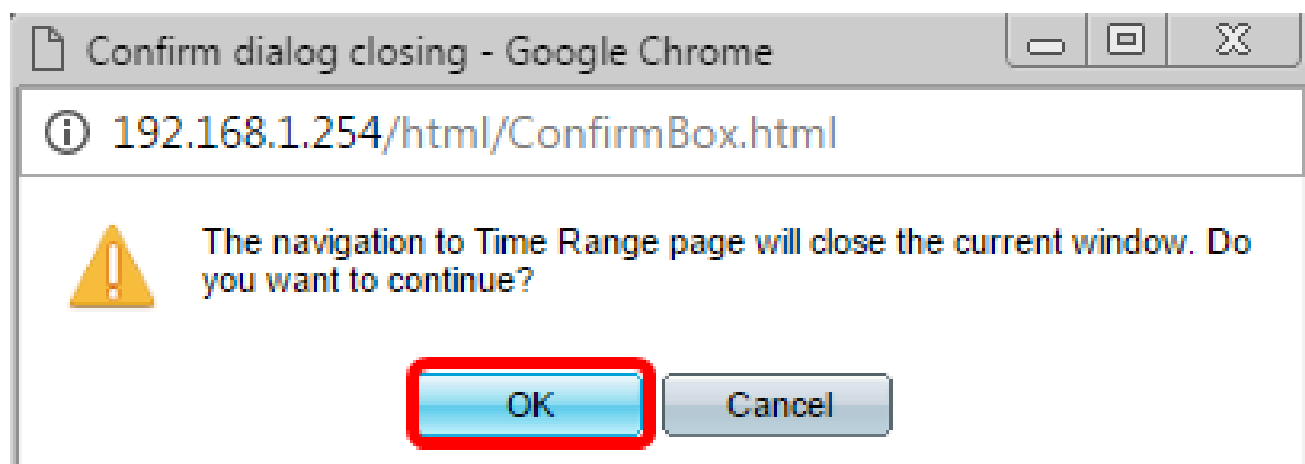 Confirm dialog closing - Google Chrome
192.168.1.254/html/ConfirmBox.html
The navigation to Time Range page will close the current window. Do
you want to continue?
OK Cancel